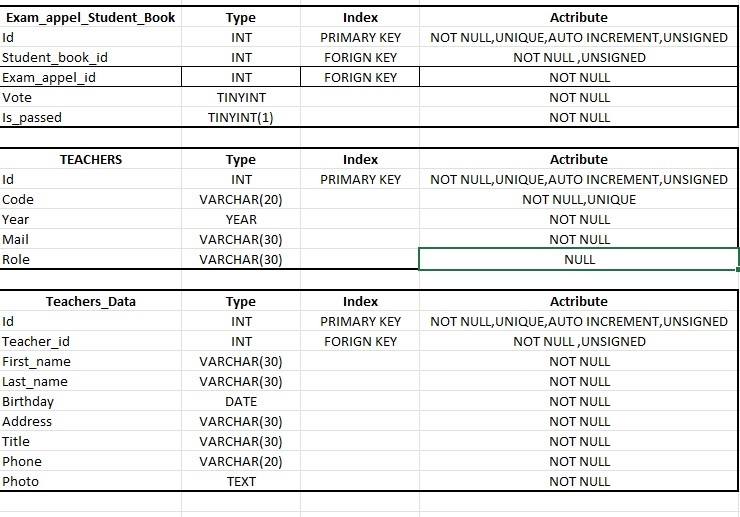 Exam_appel_Student_Book Type Index Actribute
Id INT PRIMARY KEY NOT NULL,UNIQUE,AUTO INCREMENT,UNSIGNED
Student_book_id INT FORIGN KEY NOT NULL ,UNSIGNED
Exam_appel_id INT FORIGN KEY NOT NULL
Vote TINYINT NOT NULL
Is_passed TINYINT(1) NOT NULL
TEACHERS Type Index Actribute
Id INT PRIMARY KEY NOT NULL,UNIQUE,AUTO INCREMENT,UNSIGNED
Code VARCHAR(20) NOT NULL,UNIQUE
Year YEAR NOT NULL
Mail VARCHAR(30) NOT NULL
Role VARCHAR(30) NULL
Teachers_Data Type Index Actribute
Id INT PRIMARY KEY NOT NULL,UNIQUE,AUTO INCREMENT,UNSIGNED
Teacher_id INT FORIGN KEY NOT NULL ,UNSIGNED
First_name VARCHAR(30) NOT NULL
Last_name VARCHAR(30) NOT NULL
Birthday DATE NOT NULL
Address VARCHAR(30) NOT NULL
Title VARCHAR(30) NOT NULL
Phone VARCHAR(20) NOT NULL
Photo TEXT NOT NULL